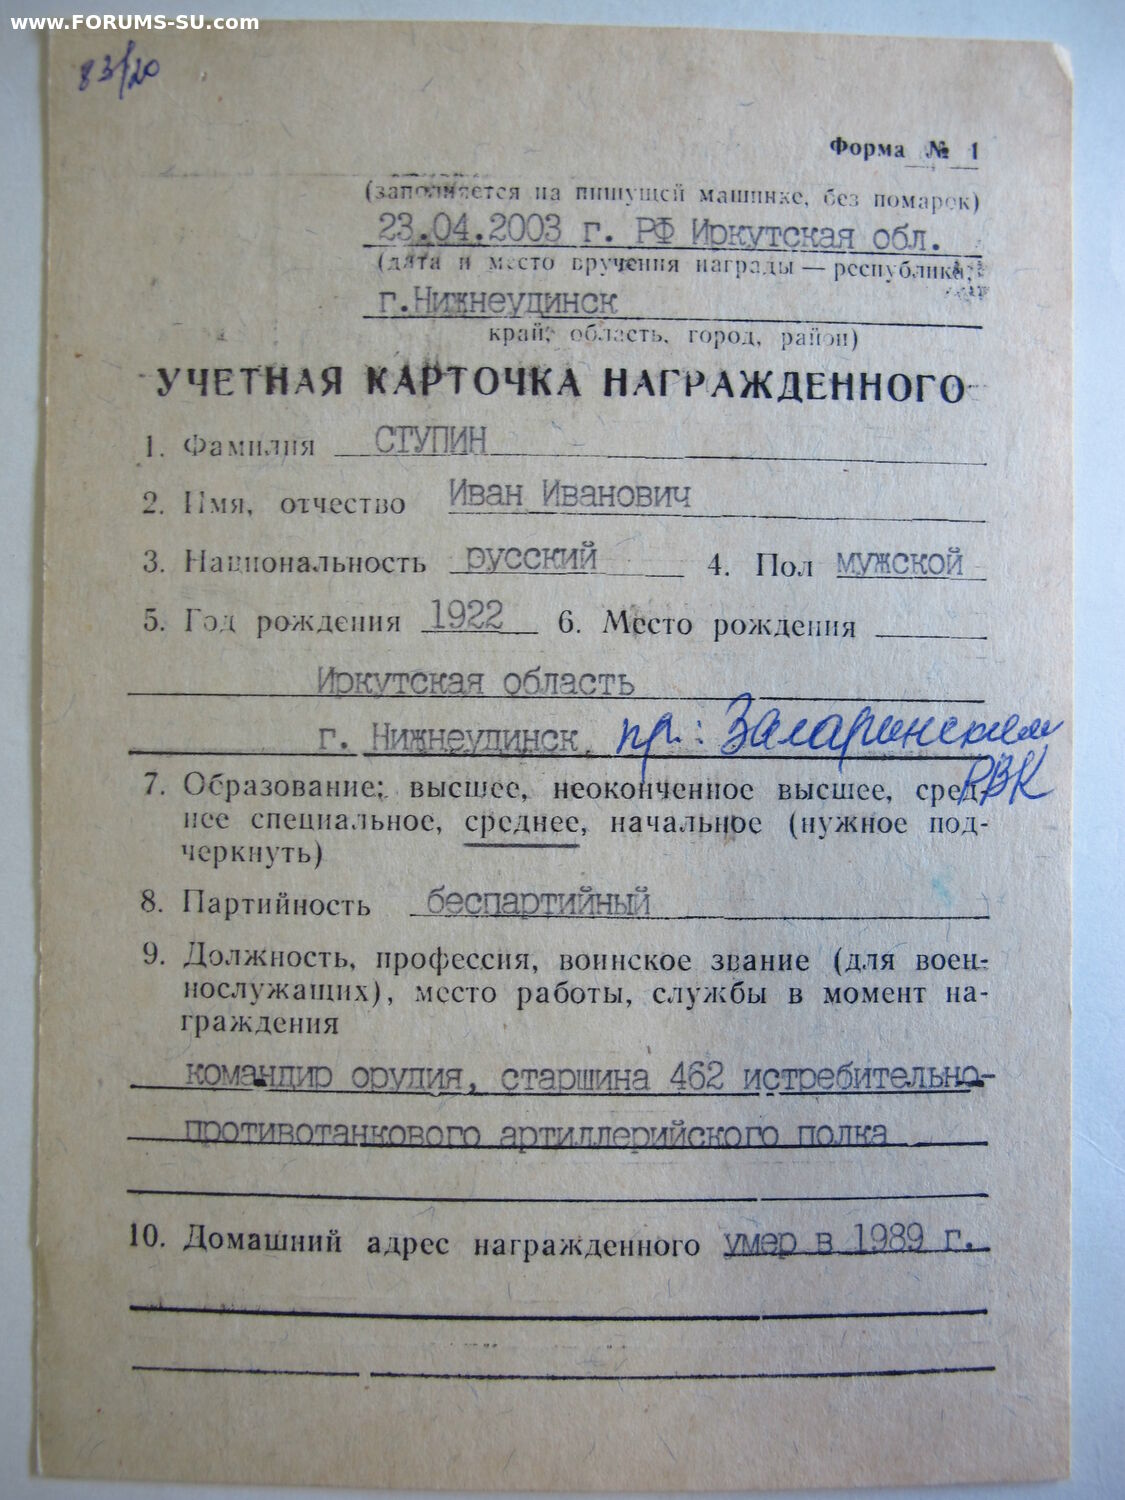 www.FORUMS-SU.com
83/20
Форма № 1
(заполняется на пишущей машинке, без помарок)
23.04.2003 г. РФ Иркутская обл.
(дата и место вручения награды — республика,
г.Нижнеудинск
край, область, город, район)
УЧЕТНАЯ КАРТОЧКА НАГРАЖДЕННОГО
1. Фамилия СТУПИН
2. Имя, отчество Иван Иванович
3. Национальность русский 4. Пол мужской
5. Год рождения 1922 6. Место рождения
Иркутская область
г. Нижнеудинск, пр: Заларинским
РВК
7. Образование: высшее, неоконченное высшее, сред-
нее специальное, среднее, начальное (нужное под-
черкнуть)
8. Партийность беспартийный
9. Должность, профессия, воинское звание (для воен-
нослужащих), место работы, службы в момент на-
граждения
командир орудия, старшина 462 истребительно-
противотанкового артиллерийского полка
10. Домашний адрес награжденного умер в 1989 г.